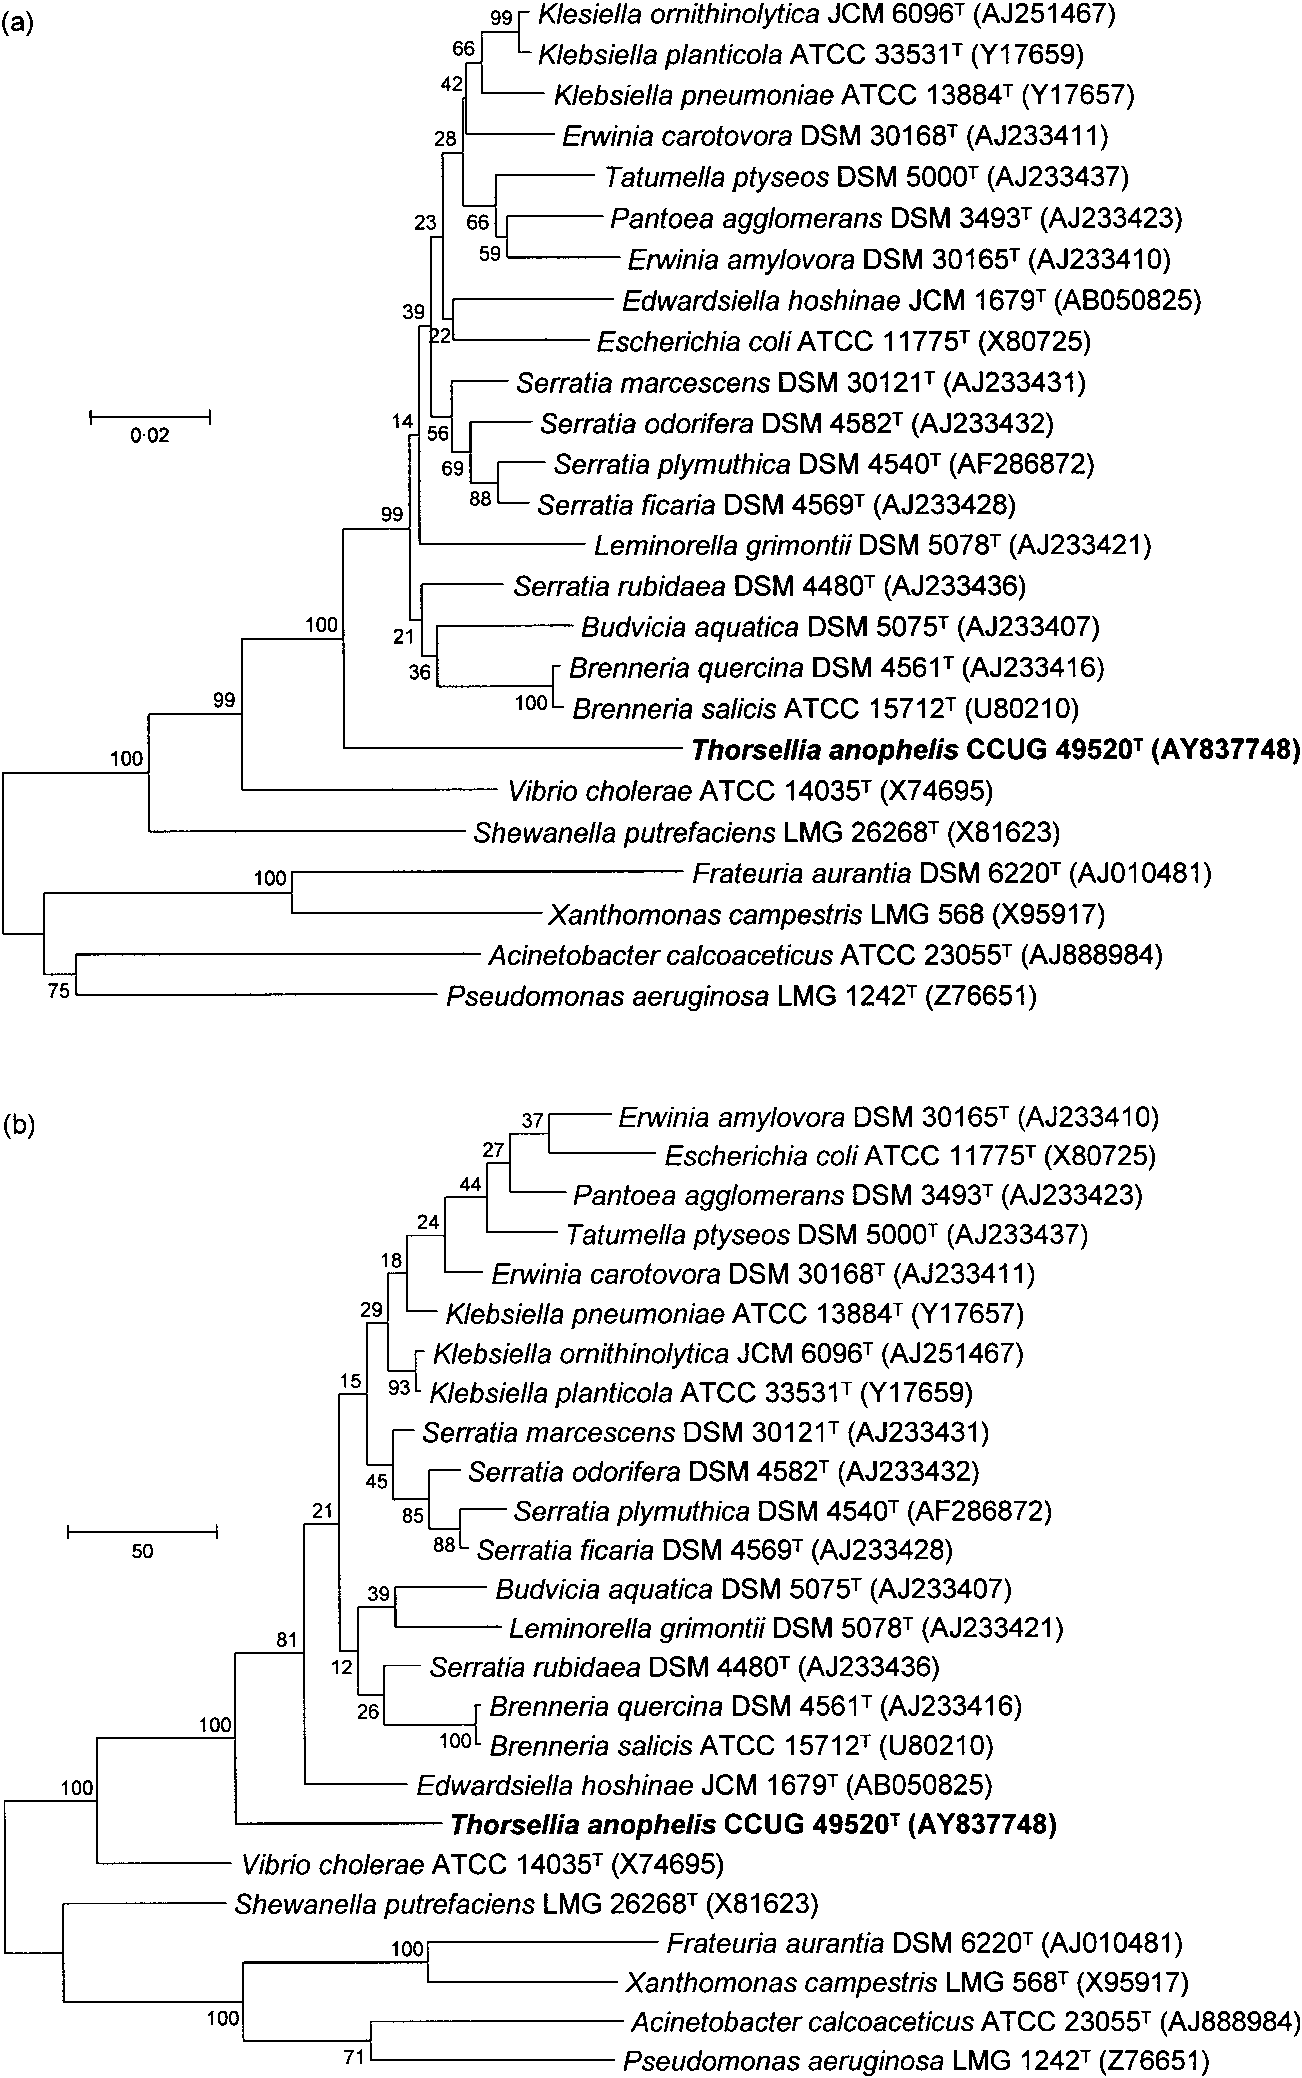 (a)
99 Klesiella ornithinolytica JCM 6096ᵀ (AJ251467)
Klebsiella planticola ATCC 33531ᵀ (Y17659)
66
42
Klebsiella pneumoniae ATCC 13884ᵀ (Y17657)
28
Erwinia carotovora DSM 30168ᵀ (AJ233411)
Tatumella ptyseos DSM 5000ᵀ (AJ233437)
23
66
Pantoea agglomerans DSM 3493ᵀ (AJ233423)
59
Erwinia amylovora DSM 30165ᵀ (AJ233410)
Edwardsiella hoshinae JCM 1679ᵀ (AB050825)
39
22
Escherichia coli ATCC 11775ᵀ (X80725)
Serratia marcescens DSM 30121ᵀ (AJ233431)
0·02
14
56
Serratia odorifera DSM 4582ᵀ (AJ233432)
69
Serratia plymuthica DSM 4540ᵀ (AF286872)
88
Serratia ficaria DSM 4569ᵀ (AJ233428)
99
Leminorella grimontii DSM 5078ᵀ (AJ233421)
Serratia rubidaea DSM 4480ᵀ (AJ233436)
100
21
Budvicia aquatica DSM 5075ᵀ (AJ233407)
36
Brenneria quercina DSM 4561ᵀ (AJ233416)
99
100
Brenneria salicis ATCC 15712ᵀ (U80210)
100
Thorsellia anophelis CCUG 49520ᵀ (AY837748)
Vibrio cholerae ATCC 14035ᵀ (X74695)
Shewanella putrefaciens LMG 26268ᵀ (X81623)
100
Frateuria aurantia DSM 6220ᵀ (AJ010481)
Xanthomonas campestris LMG 568 (X95917)
Acinetobacter calcoaceticus ATCC 23055ᵀ (AJ888984)
75
Pseudomonas aeruginosa LMG 1242ᵀ (Z76651)
(b)
37
Erwinia amylovora DSM 30165ᵀ (AJ233410)
27
Escherichia coli ATCC 11775ᵀ (X80725)
44
Pantoea agglomerans DSM 3493ᵀ (AJ233423)
24
Tatumella ptyseos DSM 5000ᵀ (AJ233437)
18
Erwinia carotovora DSM 30168ᵀ (AJ233411)
29
Klebsiella pneumoniae ATCC 13884ᵀ (Y17657)
Klebsiella ornithinolytica JCM 6096ᵀ (AJ251467)
15
93
Klebsiella planticola ATCC 33531ᵀ (Y17659)
Serratia marcescens DSM 30121ᵀ (AJ233431)
45
Serratia odorifera DSM 4582ᵀ (AJ233432)
21
85
Serratia plymuthica DSM 4540ᵀ (AF286872)
50
88
Serratia ficaria DSM 4569ᵀ (AJ233428)
39
Budvicia aquatica DSM 5075ᵀ (AJ233407)
Leminorella grimontii DSM 5078ᵀ (AJ233421)
81
12
Serratia rubidaea DSM 4480ᵀ (AJ233436)
26
Brenneria quercina DSM 4561ᵀ (AJ233416)
100
100
Brenneria salicis ATCC 15712ᵀ (U80210)
100
Edwardsiella hoshinae JCM 1679ᵀ (AB050825)
Thorsellia anophelis CCUG 49520ᵀ (AY837748)
Vibrio cholerae ATCC 14035ᵀ (X74695)
Shewanella putrefaciens LMG 26268ᵀ (X81623)
100
Frateuria aurantia DSM 6220ᵀ (AJ010481)
Xanthomonas campestris LMG 568ᵀ (X95917)
100
Acinetobacter calcoaceticus ATCC 23055ᵀ (AJ888984)
71
Pseudomonas aeruginosa LMG 1242ᵀ (Z76651)